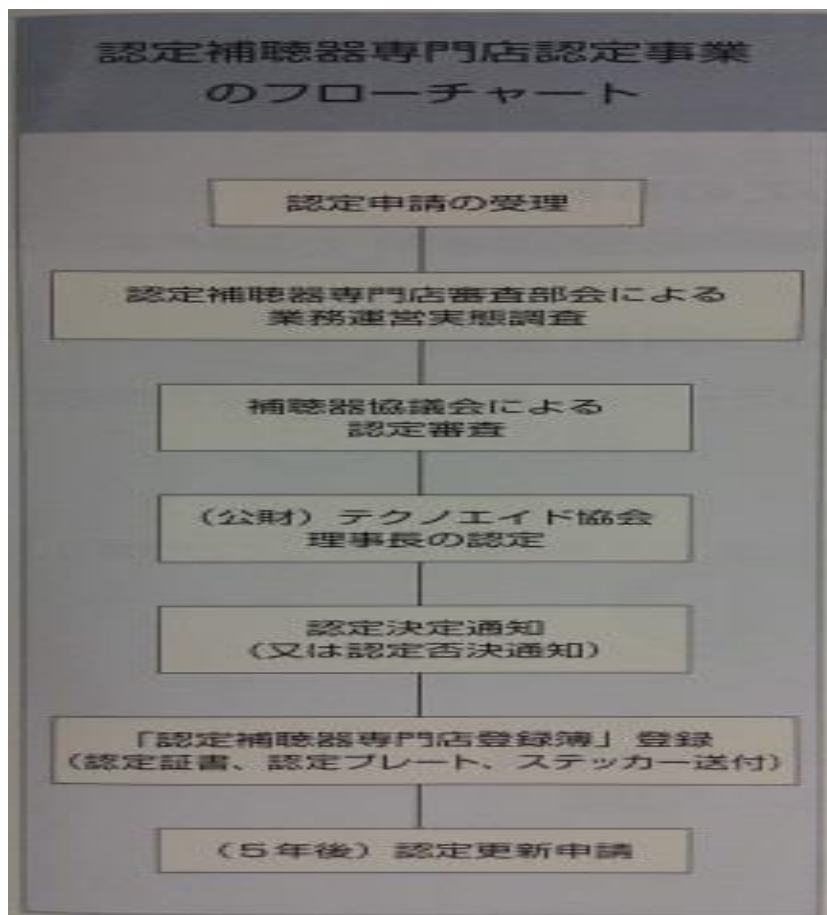 認定補聴器専門店認定事業
のフローチャート
認定申請の受理
認定補聴器専門店審査部会による
業務運営実態調査
補聴器協議会による
認定審査
(公財)テクノエイド協会
理事長の認定
認定決定通知
(又は認定否決通知)
「認定補聴器専門店登録簿」登録
(認定証書、認定プレート、ステッカー送付)
(5年後)認定更新申請